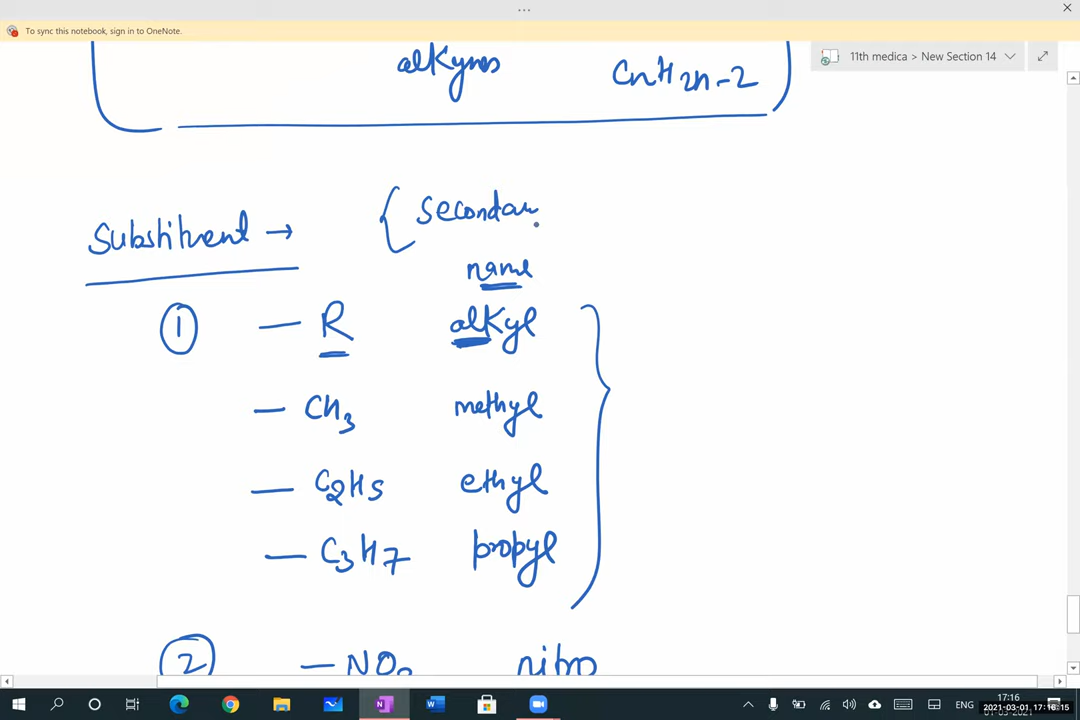 To sync this notebook, sign in to OneNote.
11th medica > New Section 14
alkynes CnH2n-2
Substituent → { Secondar
name
① — R alkyl
— CH3 methyl
— C2H5 ethyl
— C3H7 propyl
② — NO2 nitro
17:16
ENG
2021-03-01, 17:16:15